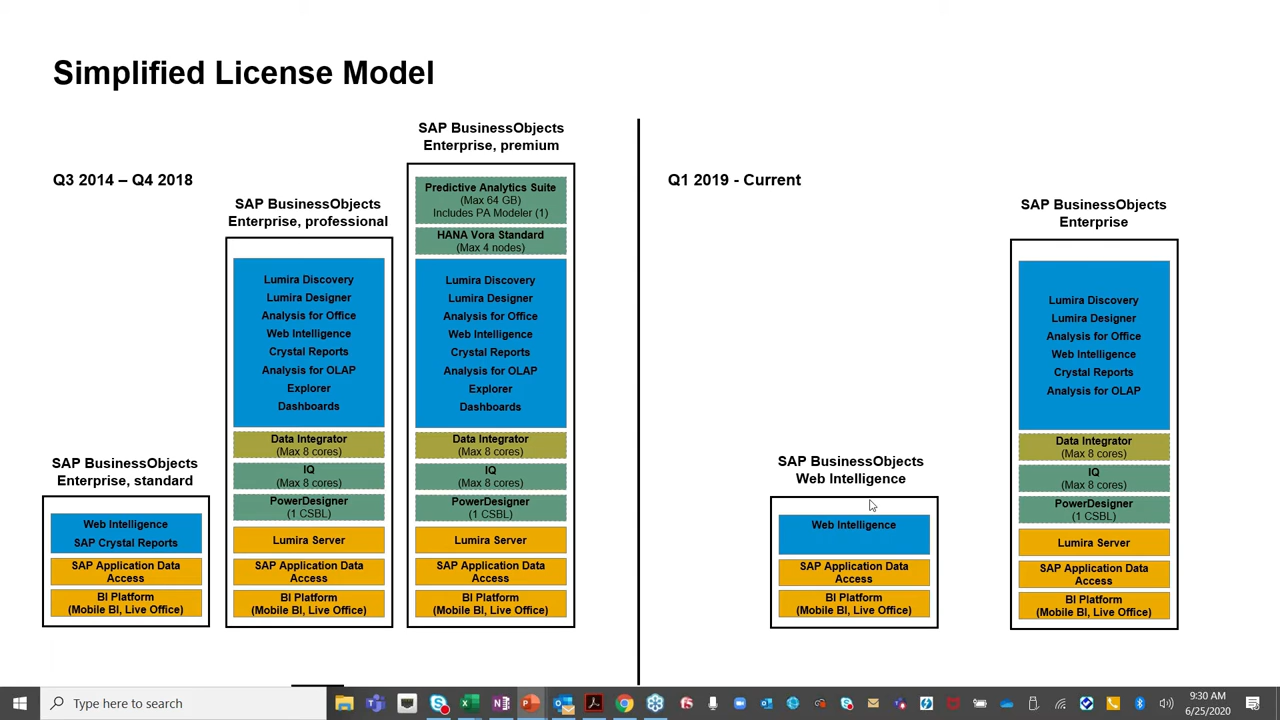 Simplified License Model
Q3 2014 – Q4 2018
SAP BusinessObjects
Enterprise, standard
Web Intelligence
SAP Crystal Reports
SAP Application Data
Access
BI Platform
(Mobile BI, Live Office)
SAP BusinessObjects
Enterprise, professional
Lumira Discovery
Lumira Designer
Analysis for Office
Web Intelligence
Crystal Reports
Analysis for OLAP
Explorer
Dashboards
Data Integrator
(Max 8 cores)
IQ
(Max 8 cores)
PowerDesigner
(1 CSBL)
Lumira Server
SAP Application Data
Access
BI Platform
(Mobile BI, Live Office)
SAP BusinessObjects
Enterprise, premium
Predictive Analytics Suite
(Max 64 GB)
Includes PA Modeler (1)
HANA Vora Standard
(Max 4 nodes)
Lumira Discovery
Lumira Designer
Analysis for Office
Web Intelligence
Crystal Reports
Analysis for OLAP
Explorer
Dashboards
Data Integrator
(Max 8 cores)
IQ
(Max 8 cores)
PowerDesigner
(1 CSBL)
Lumira Server
SAP Application Data
Access
BI Platform
(Mobile BI, Live Office)
Q1 2019 - Current
SAP BusinessObjects
Web Intelligence
Web Intelligence
SAP Application Data
Access
BI Platform
(Mobile BI, Live Office)
SAP BusinessObjects
Enterprise
Lumira Discovery
Lumira Designer
Analysis for Office
Web Intelligence
Crystal Reports
Analysis for OLAP
Data Integrator
(Max 8 cores)
IQ
(Max 8 cores)
PowerDesigner
(1 CSBL)
Lumira Server
SAP Application Data
Access
BI Platform
(Mobile BI, Live Office)
Type here to search
9:30 AM
6/25/2020